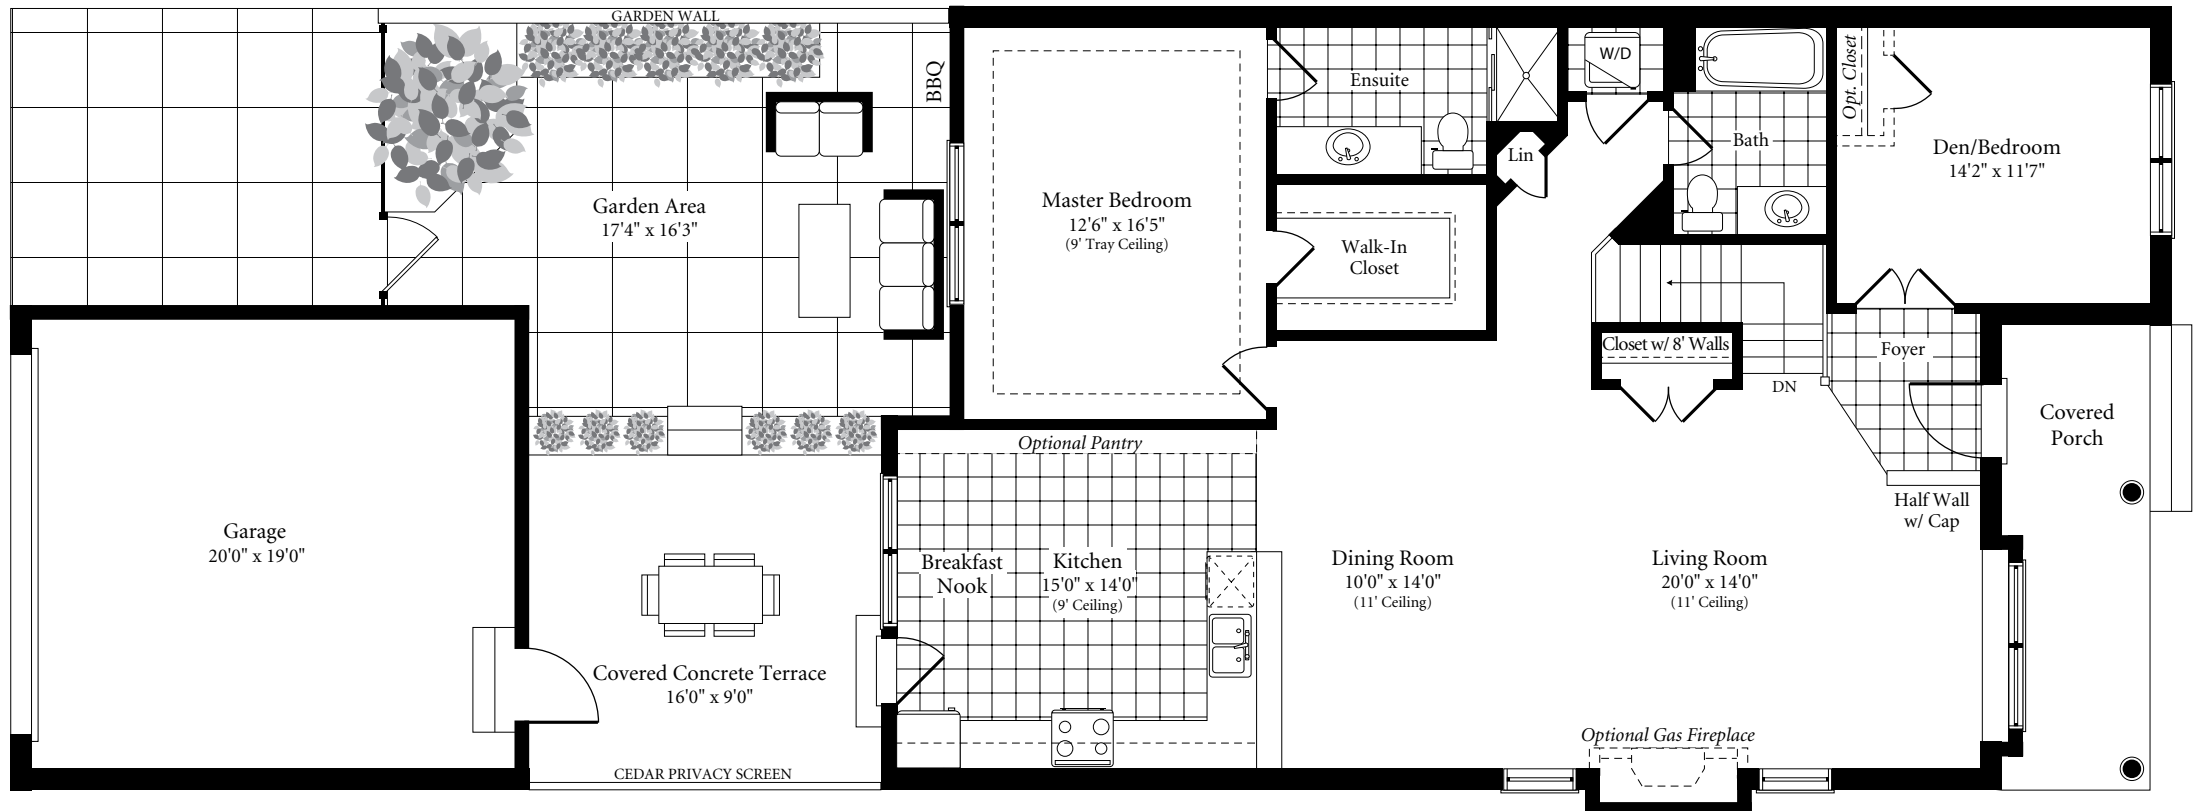 GARDEN WALL
BBQ
Garden Area
17'4" x 16'3"
Master Bedroom
12'6" x 16'5"
(9' Tray Ceiling)
Ensuite
Walk-In
Closet
Lin
W/D
Bath
Opt. Closet
Den/Bedroom
14'2" x 11'7"
Closet w/ 8' Walls
DN
Foyer
Covered
Porch
Half Wall
w/ Cap
Garage
20'0" x 19'0"
Covered Concrete Terrace
16'0" x 9'0"
CEDAR PRIVACY SCREEN
Optional Pantry
Breakfast
Nook
Kitchen
15'0" x 14'0"
(9' Ceiling)
Dining Room
10'0" x 14'0"
(11' Ceiling)
Living Room
20'0" x 14'0"
(11' Ceiling)
Optional Gas Fireplace